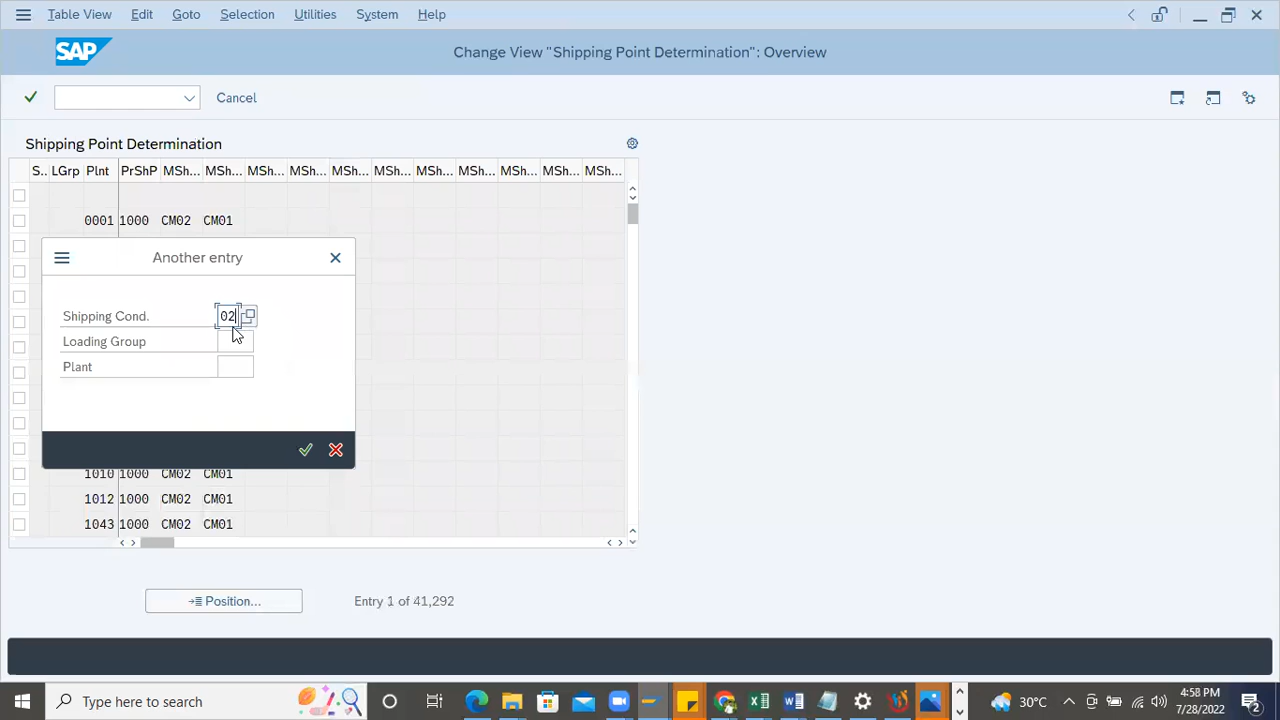 Table View Edit Goto Selection Utilities System Help
SAP
Change View "Shipping Point Determination": Overview
Cancel
Shipping Point Determination
S.. LGrp Plnt PrShP MSh... MSh... MSh... MSh... MSh... MSh... MSh... MSh... MSh... MSh... MSh...
0001 1000 CM02 CM01
Another entry
Shipping Cond. 02
Loading Group
Plant
1010 1000 CM02 CM01
1012 1000 CM02 CM01
1043 1000 CM02 CM01
Position... Entry 1 of 41,292
Type here to search
30°C
4:58 PM
7/28/2022
2